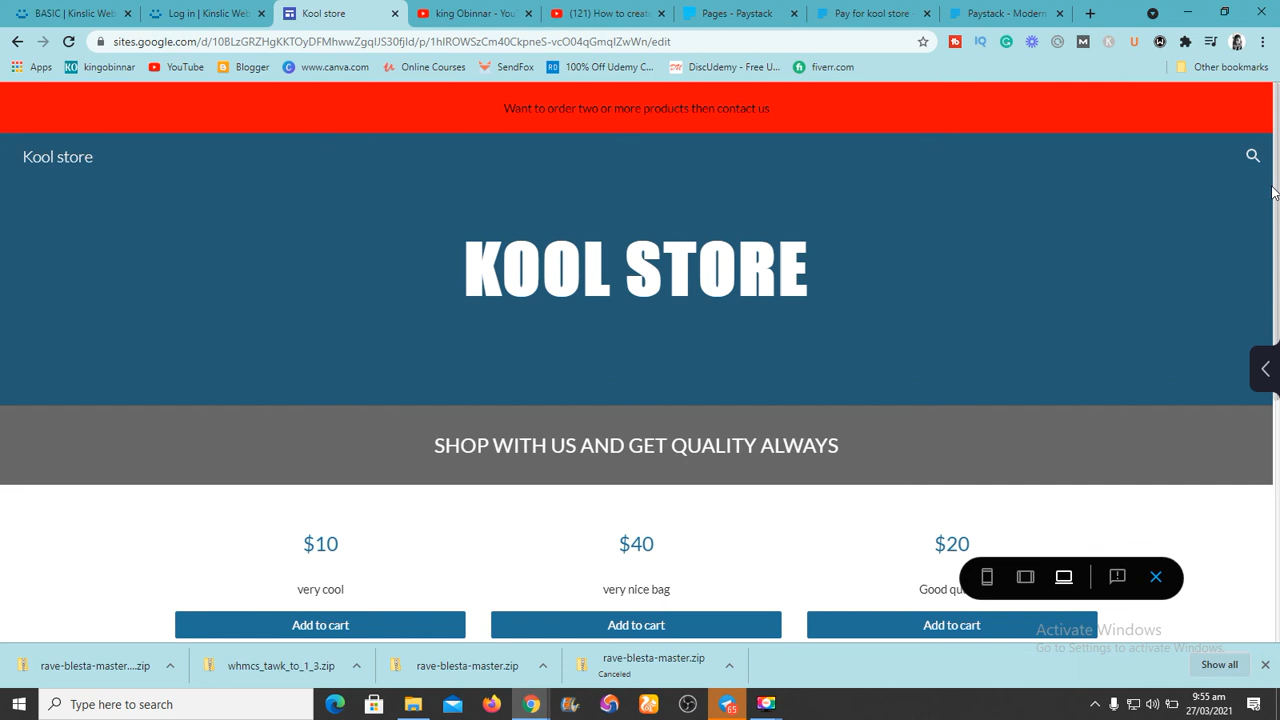 BASIC | Kinslic Web
Log in | Kinslic Web
Kool store
king Obinnar - You
(121) How to create
Pages - Paystack
Pay for kool store -
Paystack - Modern
sites.google.com/d/10BLzGRZHgKKTOyDFMhwwZgqIJS30fjId/p/1hIROWSzCm40CkpneS-vcO04qGmqIZwWn/edit
Apps
kingobinnar
YouTube
Blogger
www.canva.com
Online Courses
SendFox
100% Off Udemy C...
DiscUdemy - Free U...
fiverr.com
Other bookmarks
Want to order two or more products then contact us
Kool store
KOOL STORE
SHOP WITH US AND GET QUALITY ALWAYS
$10
$40
$20
very cool
very nice bag
Good qu
Add to cart
Add to cart
Add to cart
Activate Windows
Go to Settings to activate Windows.
rave-blesta-master....zip
whmcs_tawk_to_1_3.zip
rave-blesta-master.zip
rave-blesta-master.zip
Canceled
Show all
Type here to search
65
9:55 am
27/03/2021